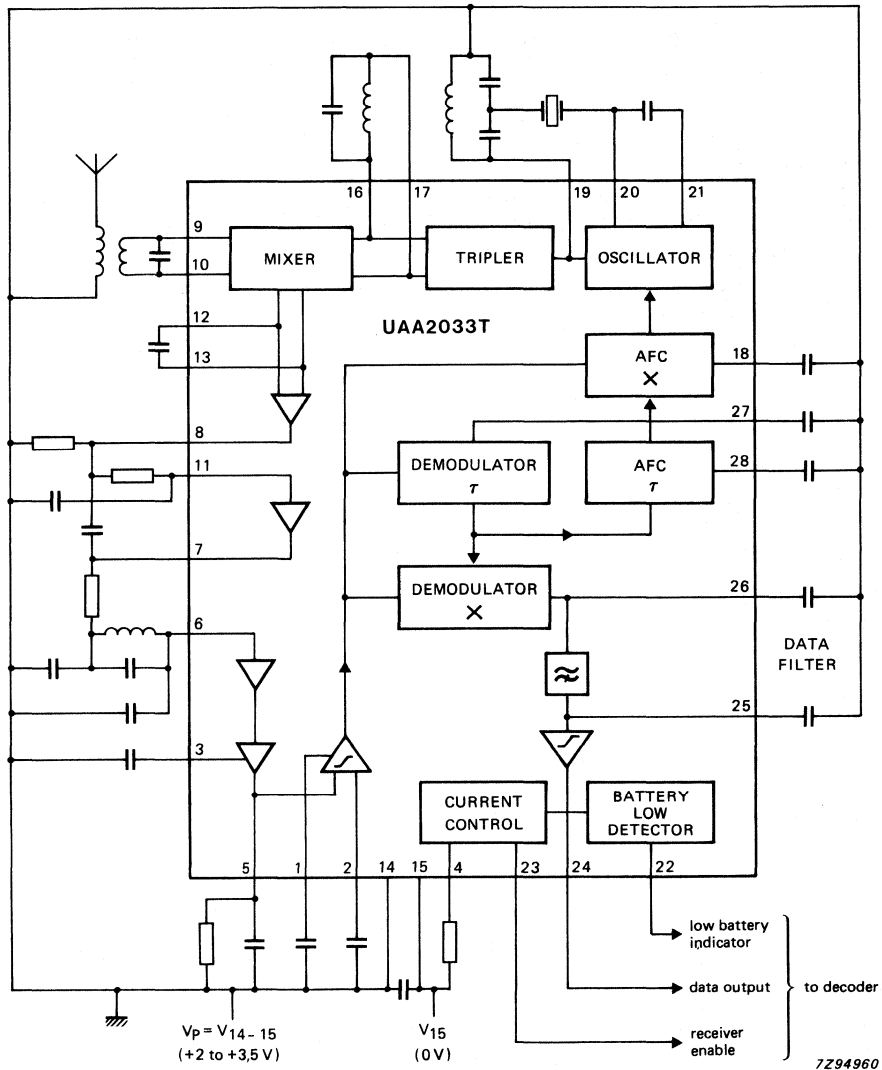 16 17 19 20 21
9
MIXER
TRIPLER
OSCILLATOR
10
12
UAA2033T
13
AFC
×
18
27
8
11
DEMODULATOR
τ
AFC
τ
28
7
DEMODULATOR
×
26
6
DATA
FILTER
25
3
CURRENT
CONTROL
BATTERY
LOW
DETECTOR
5 1 2 14 15 4 23 24 22
low battery
indicator
data output
to decoder
receiver
enable
VP = V14 – 15
(+2 to +3,5 V)
V15
(0 V)
7Z94960